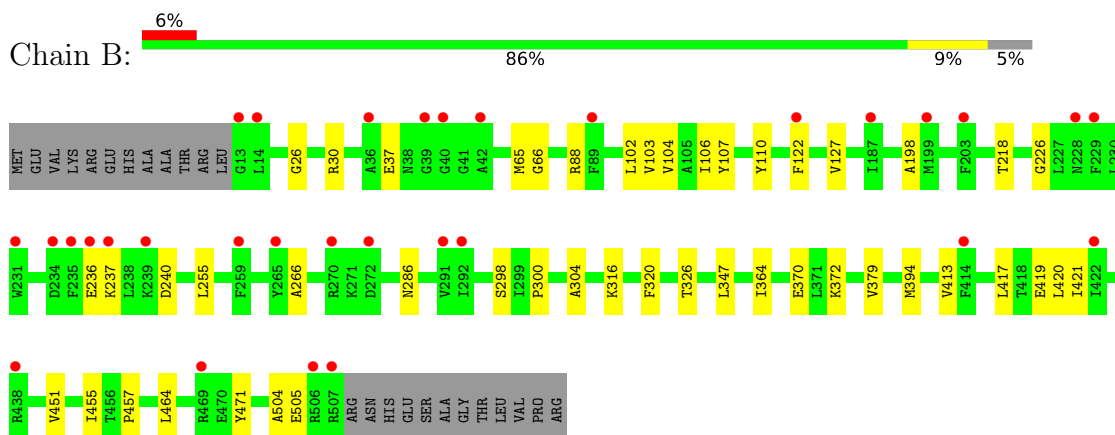 6%
Chain B:
86% 9% 5%
MET GLU VAL LYS ARG GLU HIS ALA ALA THR ARG LEU G13 L14 G26 R30 A36 E37 N38 G39 G40 G41 A42 M65 G66 R88 F89 L102 V103 V104 A105 I106 Y107 Y110 F122 V127 I187 A198 M199 F203 T218 G226 L227 N228 F229 L230
W231 D234 F235 E236 K237 L238 K239 D240 L255 F259 Y265 A266 R270 K271 D272 N286 V291 I292 S298 I299 P300 A304 K316 F320 T326 L347 I364 E370 L371 K372 V379 M394 V413 F414 L417 T418 E419 L420 I421 I422
R438 V451 I455 T456 P457 L464 R469 E470 Y471 A504 E505 R506 R507 ARG ASN HIS GLU SER ALA GLY THR LEU VAL PRO ARG